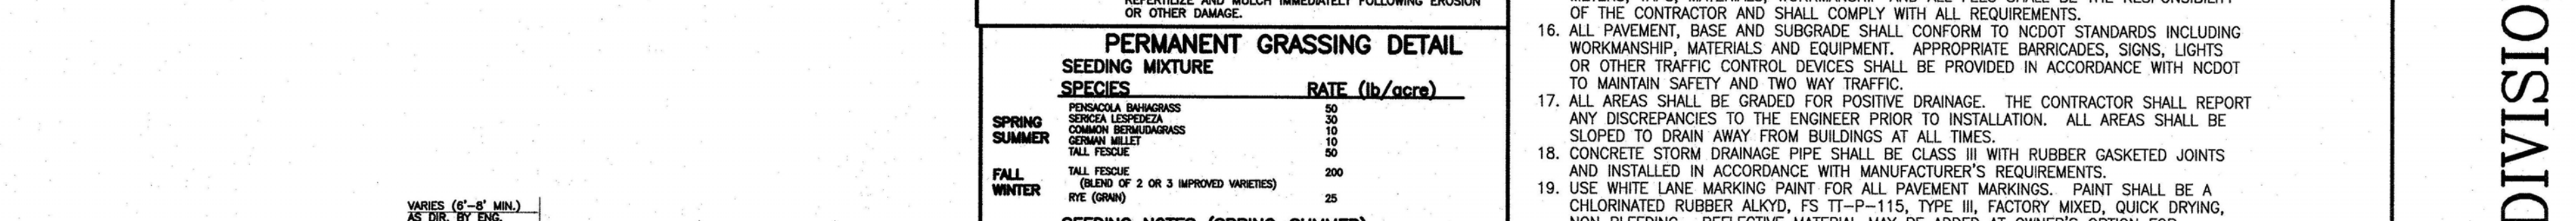 REFERTILIZE AND MULCH IMMEDIATELY FOLLOWING EROSION
OR OTHER DAMAGE.
PERMANENT GRASSING DETAIL
SEEDING MIXTURE
SPECIES RATE (lb/acre)
SPRING
SUMMER
PENSACOLA BAHIAGRASS 50
SERICEA LESPEDEZA 30
COMMON BERMUDAGRASS 10
GERMAN MILLET 10
TALL FESCUE 50
FALL
WINTER
TALL FESCUE 200
(BLEND OF 2 OR 3 IMPROVED VARIETIES)
RYE (GRAIN) 25
SEEDING NOTES (SPRING SUMMER)
VARIES (6'-8' MIN.)
AS DIR. BY ENG.
OF THE CONTRACTOR AND SHALL COMPLY WITH ALL REQUIREMENTS.
16. ALL PAVEMENT, BASE AND SUBGRADE SHALL CONFORM TO NCDOT STANDARDS INCLUDING
WORKMANSHIP, MATERIALS AND EQUIPMENT. APPROPRIATE BARRICADES, SIGNS, LIGHTS
OR OTHER TRAFFIC CONTROL DEVICES SHALL BE PROVIDED IN ACCORDANCE WITH NCDOT
TO MAINTAIN SAFETY AND TWO WAY TRAFFIC.
17. ALL AREAS SHALL BE GRADED FOR POSITIVE DRAINAGE. THE CONTRACTOR SHALL REPORT
ANY DISCREPANCIES TO THE ENGINEER PRIOR TO INSTALLATION. ALL AREAS SHALL BE
SLOPED TO DRAIN AWAY FROM BUILDINGS AT ALL TIMES.
18. CONCRETE STORM DRAINAGE PIPE SHALL BE CLASS III WITH RUBBER GASKETED JOINTS
AND INSTALLED IN ACCORDANCE WITH MANUFACTURER'S REQUIREMENTS.
19. USE WHITE LANE MARKING PAINT FOR ALL PAVEMENT MARKINGS. PAINT SHALL BE A
CHLORINATED RUBBER ALKYD, FS TT-P-115, TYPE III, FACTORY MIXED, QUICK DRYING,
DIVISIO